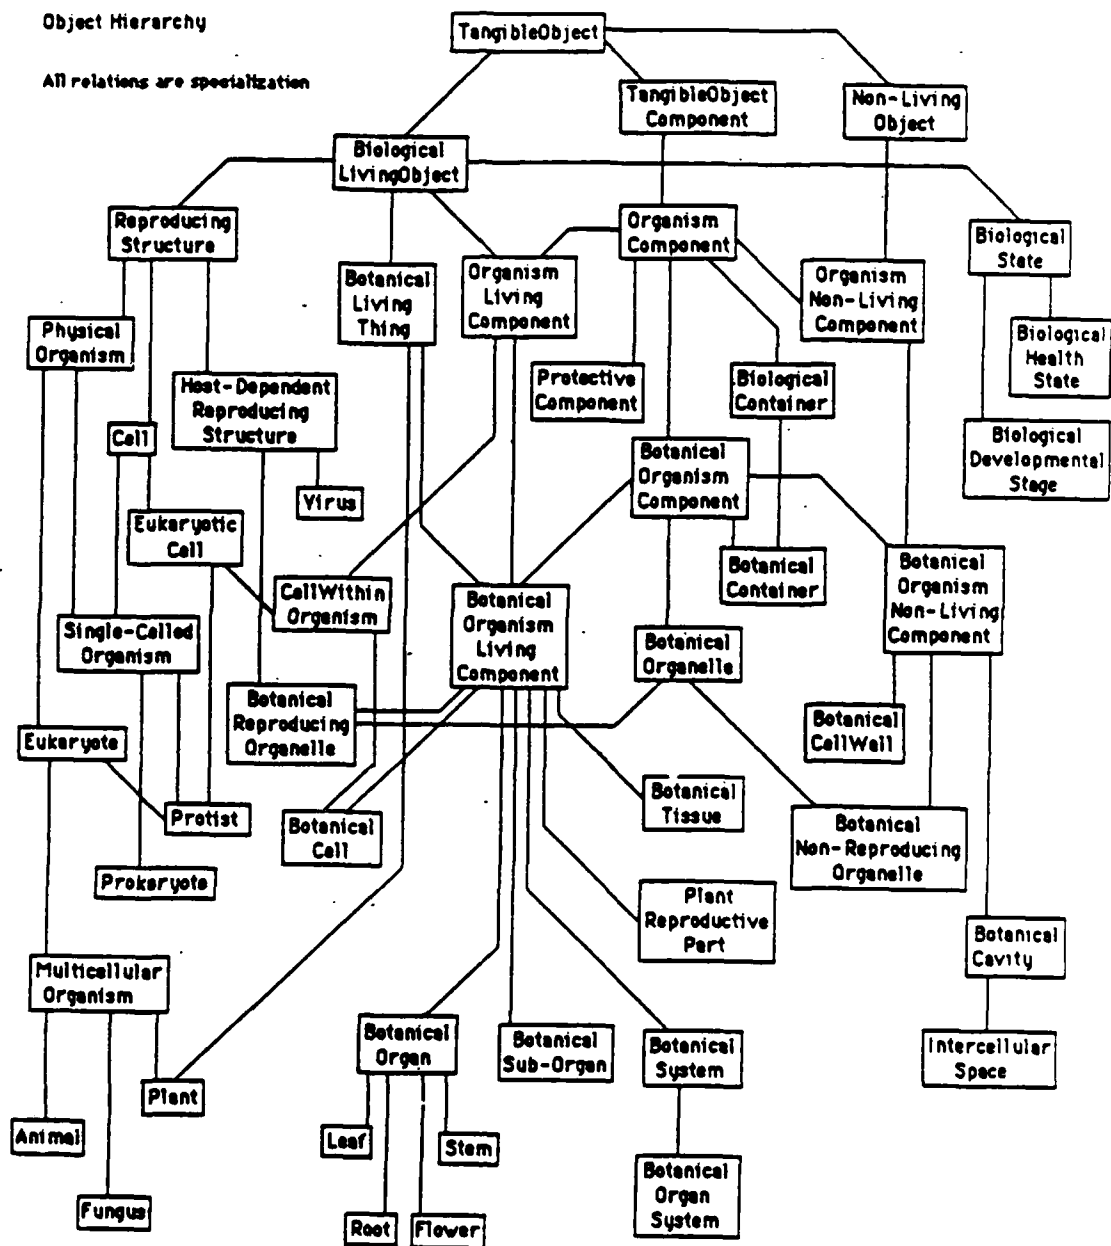 Object Hierarchy
All relations are specialization
TangibleObject
TangibleObject
Component
Non-Living
Object
Biological
LivingObject
Reproducing
Structure
Organism
Component
Biological
State
Botanical
Living
Thing
Organism
Living
Component
Organism
Non-Living
Component
Physical
Organism
Biological
Health
State
Host-Dependent
Reproducing
Structure
Protective
Component
Biological
Container
Cell
Biological
Developmental
Stage
Botanical
Organism
Component
Virus
Eukaryotic
Cell
Botanical
Container
Botanical
Organism
Non-Living
Component
CellWithin
Organism
Botanical
Organism
Living
Component
Single-Celled
Organism
Botanical
Organelle
Botanical
Reproducing
Organelle
Botanical
CellWall
Eukaryote
Botanical
Tissue
Protist
Botanical
Cell
Botanical
Non-Reproducing
Organelle
Prokaryote
Plant
Reproductive
Part
Botanical
Cavity
Multicellular
Organism
Botanical
Organ
Botanical
Sub-Organ
Botanical
System
Intercellular
Space
Plant
Animal
Leaf
Stem
Botanical
Organ
System
Fungus
Root
Flower